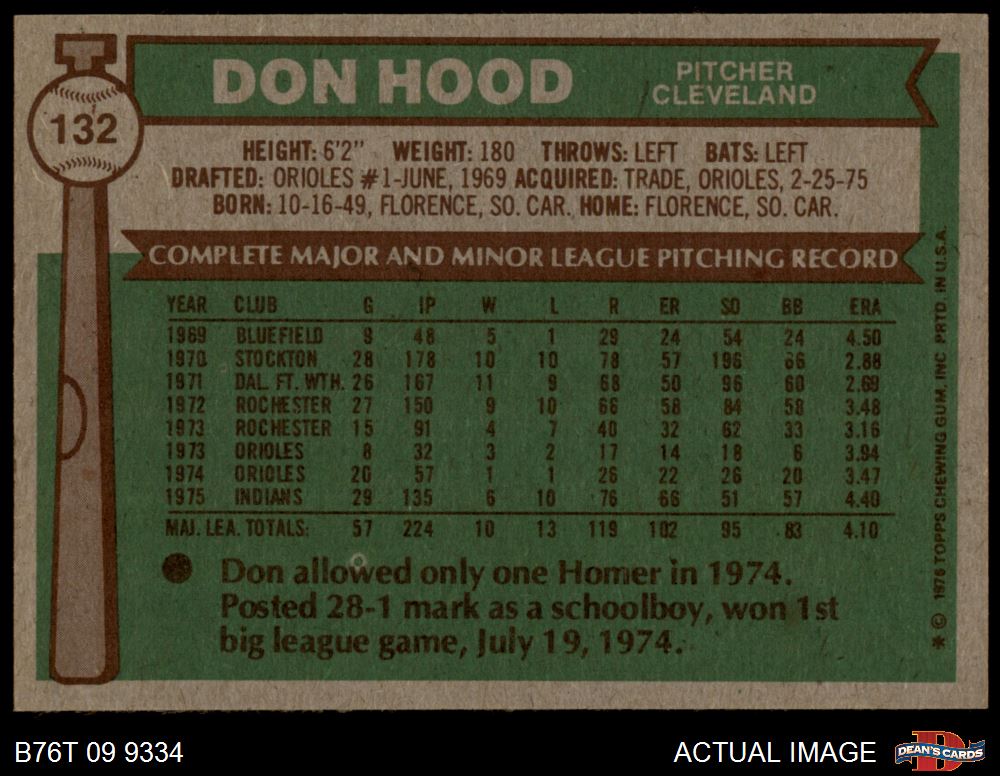 132
DON HOOD
PITCHER
CLEVELAND
HEIGHT: 6'2" WEIGHT: 180 THROWS: LEFT BATS: LEFT
DRAFTED: ORIOLES #1-JUNE, 1969 ACQUIRED: TRADE, ORIOLES, 2-25-75
BORN: 10-16-49, FLORENCE, SO. CAR. HOME: FLORENCE, SO. CAR.
COMPLETE MAJOR AND MINOR LEAGUE PITCHING RECORD
YEAR CLUB G IP W L R ER SO BB ERA
1969 BLUEFIELD 9 48 5 1 29 24 54 24 4.50
1970 STOCKTON 28 178 10 10 78 57 196 66 2.88
1971 DAL. FT. WTH. 26 167 11 9 68 50 96 60 2.69
1972 ROCHESTER 27 150 9 10 66 58 84 58 3.48
1973 ROCHESTER 15 91 4 7 40 32 62 33 3.16
1973 ORIOLES 8 32 3 2 17 14 18 6 3.94
1974 ORIOLES 20 57 1 1 26 22 26 20 3.47
1975 INDIANS 29 135 6 10 76 66 51 57 4.40
MAJ. LEA. TOTALS: 57 224 10 13 119 102 95 83 4.10
Don allowed only one Homer in 1974.
Posted 28-1 mark as a schoolboy, won 1st
big league game, July 19, 1974.
* © 1976 TOPPS CHEWING GUM, INC. PRTD. IN U.S.A.
B76T 09 9334
ACTUAL IMAGE
D
DEAN'S CARDS